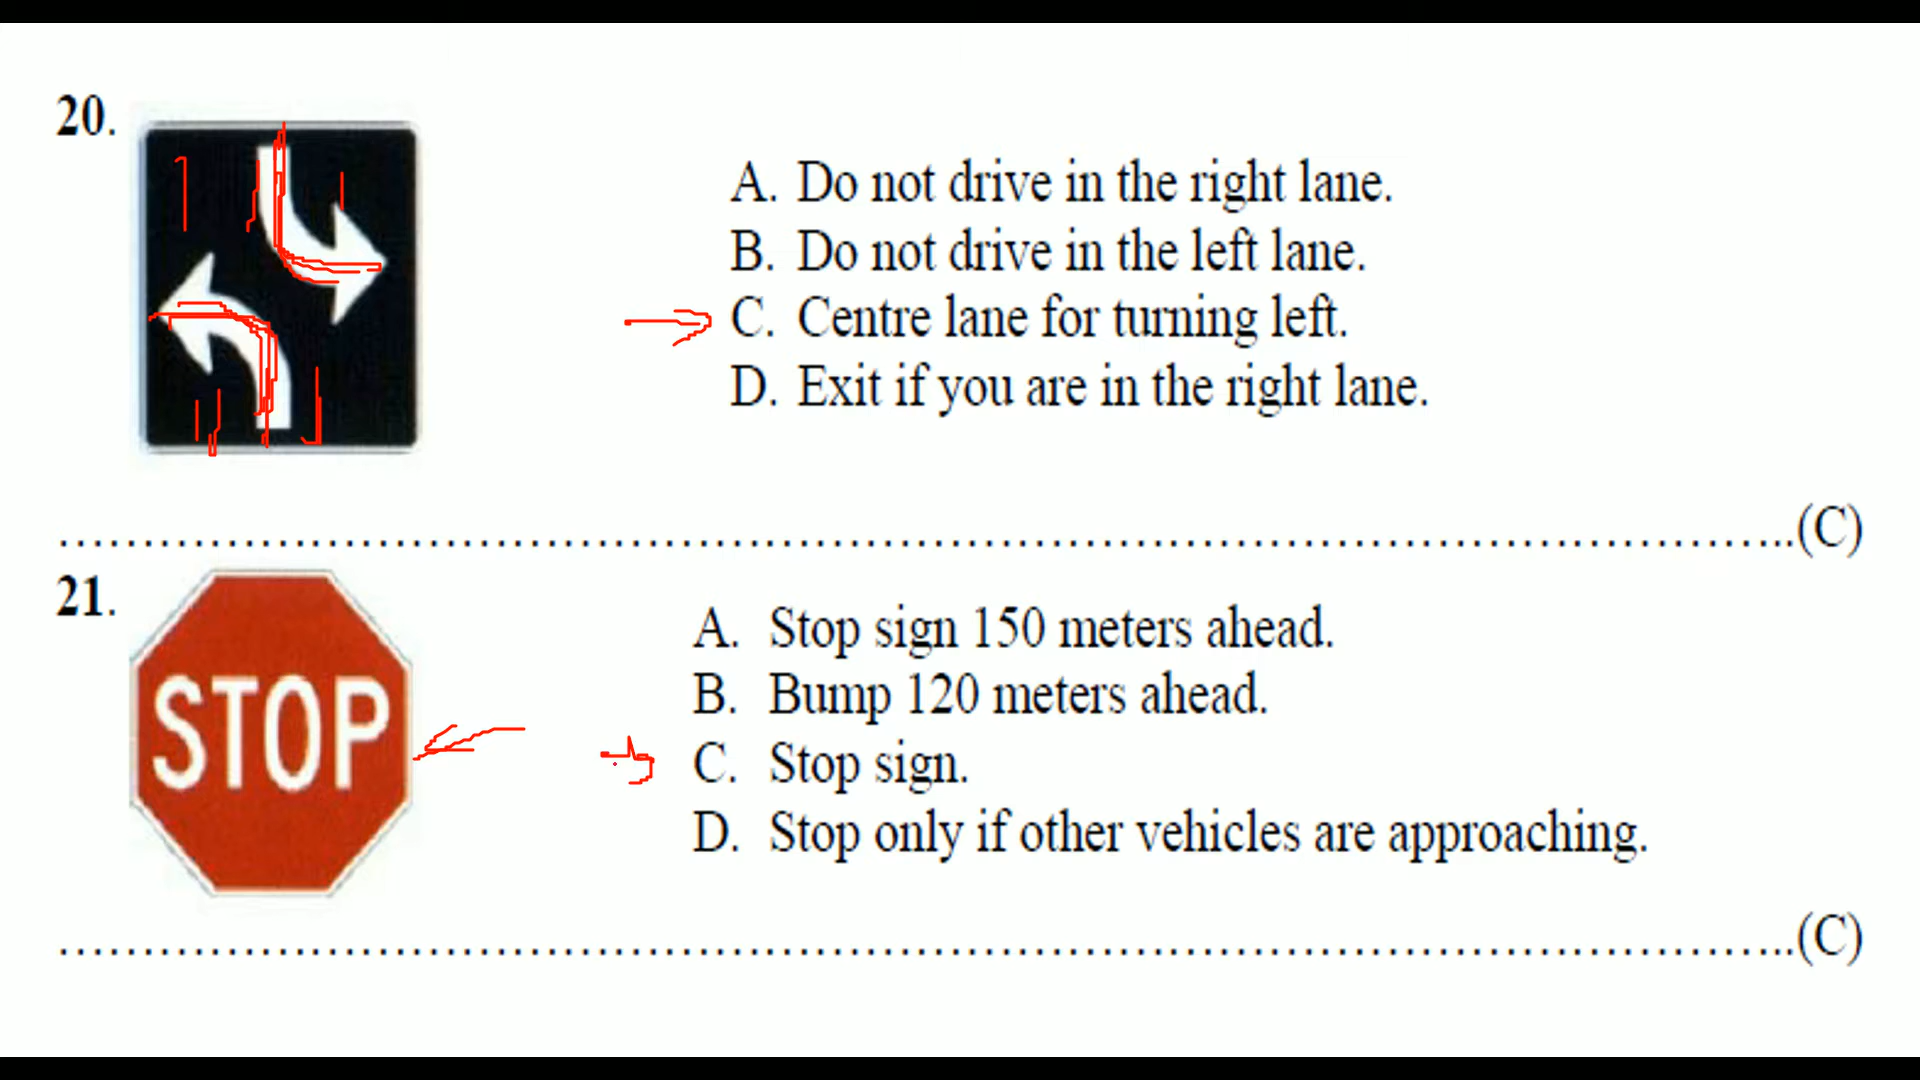 20.
A. Do not drive in the right lane.
B. Do not drive in the left lane.
C. Centre lane for turning left.
D. Exit if you are in the right lane.
……………………………………………………………………………………………..(C)
21.
STOP
A. Stop sign 150 meters ahead.
B. Bump 120 meters ahead.
C. Stop sign.
D. Stop only if other vehicles are approaching.
……………………………………………………………………………………………..(C)